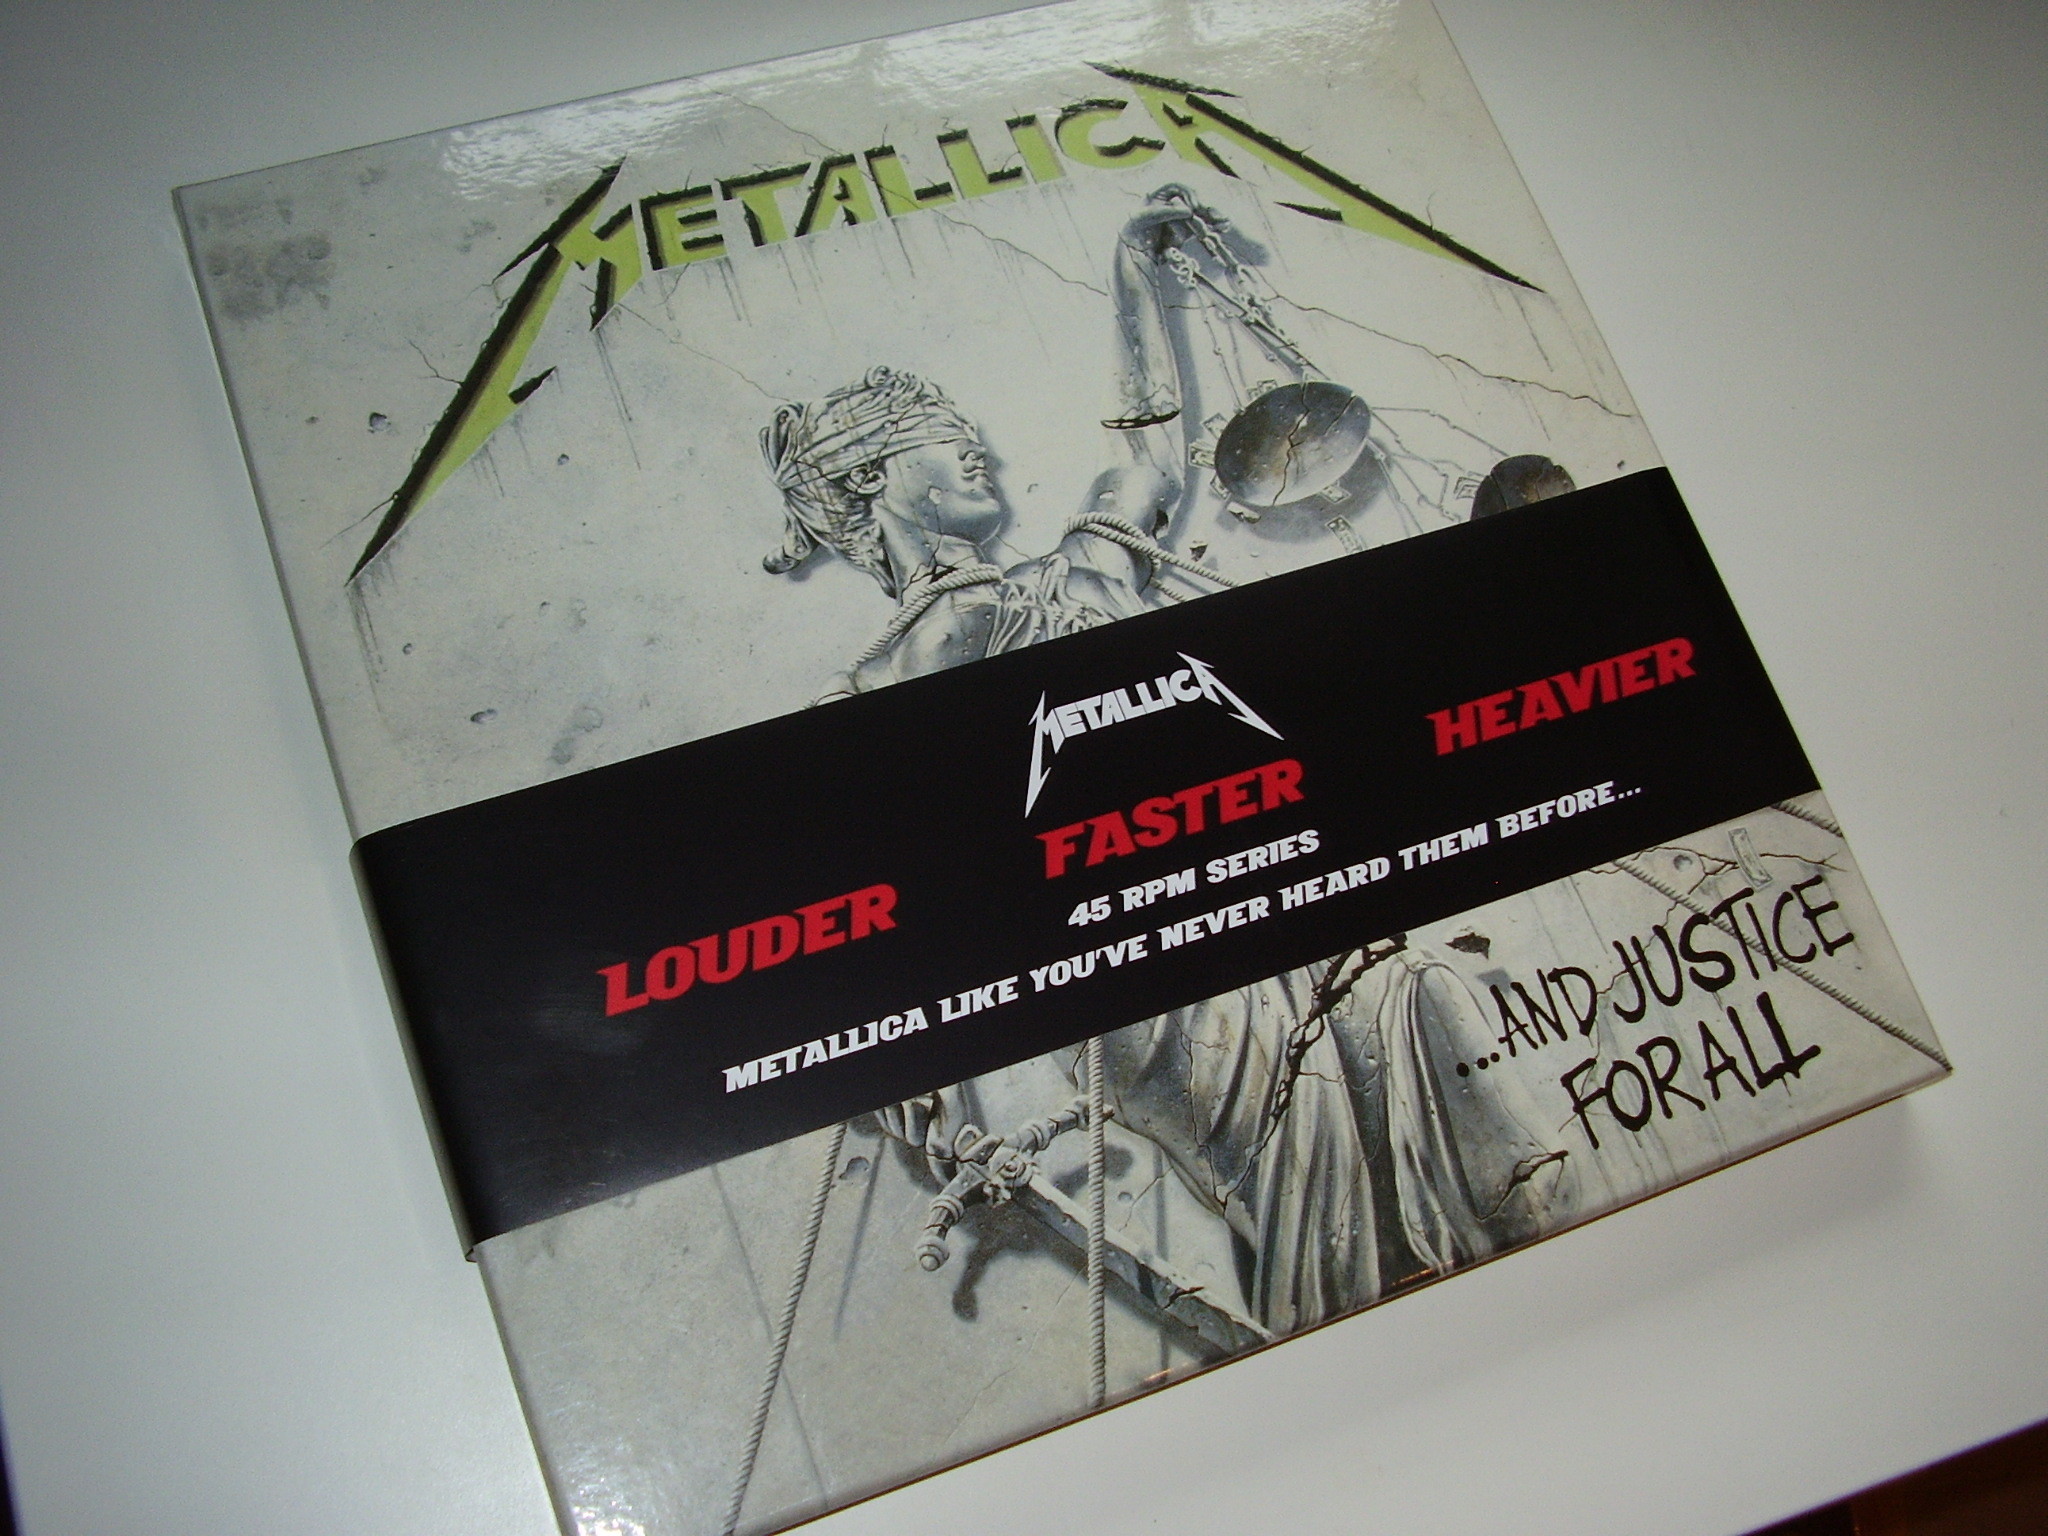 METALLICA
METALLICA
LOUDER FASTER HEAVIER
45 RPM SERIES
METALLICA LIKE YOU'VE NEVER HEARD THEM BEFORE...
...AND JUSTICE
FOR ALL